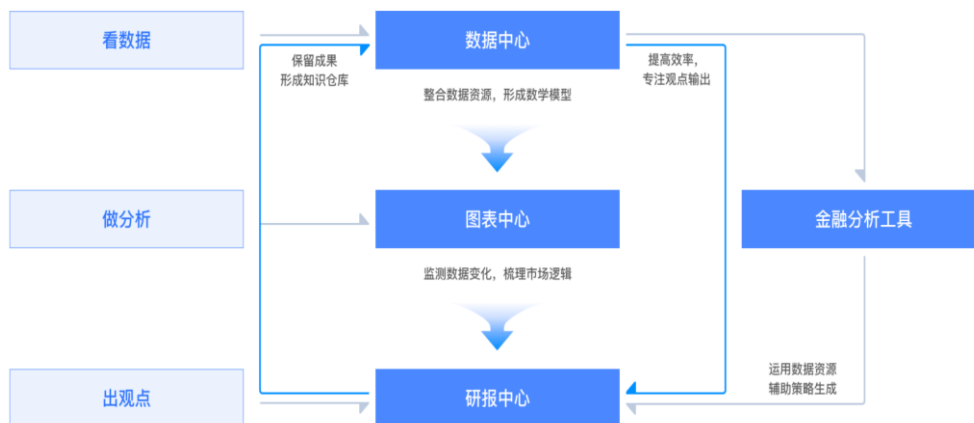 看数据
数据中心
保留成果
形成知识仓库
提高效率，
专注观点输出
整合数据资源，形成数学模型
做分析
图表中心
金融分析工具
监测数据变化，梳理市场逻辑
出观点
研报中心
运用数据资源
辅助策略生成